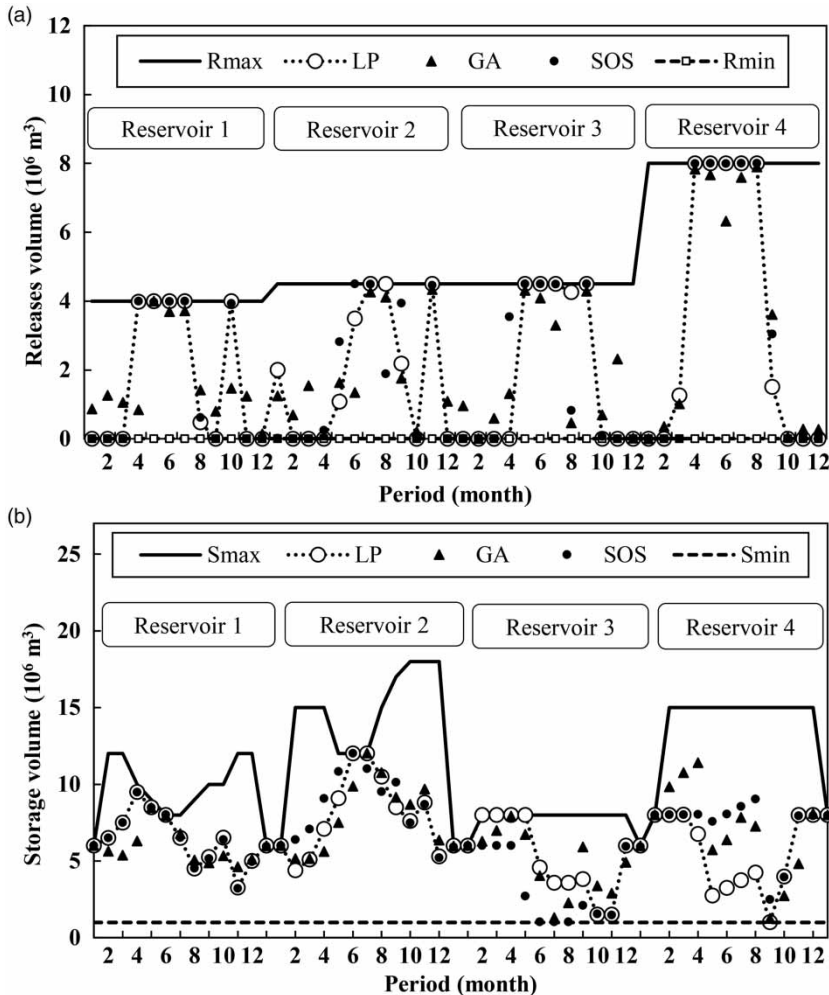 (a)
12
10
8
6
4
2
0
Releases volume (10⁶ m³)
Rmax LP GA SOS Rmin
Reservoir 1 Reservoir 2 Reservoir 3 Reservoir 4
2 4 6 8 10 12 2 4 6 8 10 12 2 4 6 8 10 12 2 4 6 8 10 12
Period (month)
(b)
25
20
15
10
5
0
Storage volume (10⁶ m³)
Smax LP GA SOS Smin
Reservoir 1 Reservoir 2 Reservoir 3 Reservoir 4
2 4 6 8 10 12 2 4 6 8 10 12 2 4 6 8 10 12 2 4 6 8 10 12
Period (month)